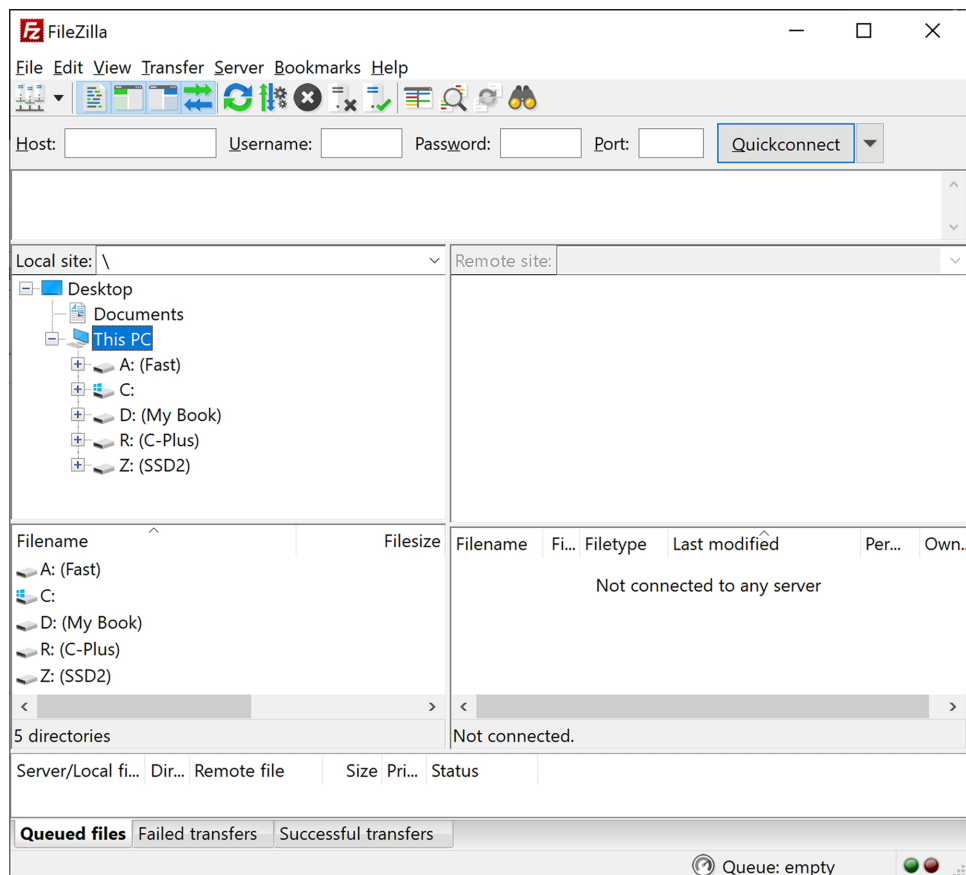 FileZilla
File Edit View Transfer Server Bookmarks Help
Host: Username: Password: Port: Quickconnect
Local site: \
Remote site:
Desktop
Documents
This PC
A: (Fast)
C:
D: (My Book)
R: (C-Plus)
Z: (SSD2)
Filename Filesize
A: (Fast)
C:
D: (My Book)
R: (C-Plus)
Z: (SSD2)
5 directories
Filename Fi... Filetype Last modified Per... Own..
Not connected to any server
Not connected.
Server/Local fi... Dir... Remote file Size Pri... Status
Queued files Failed transfers Successful transfers
Queue: empty